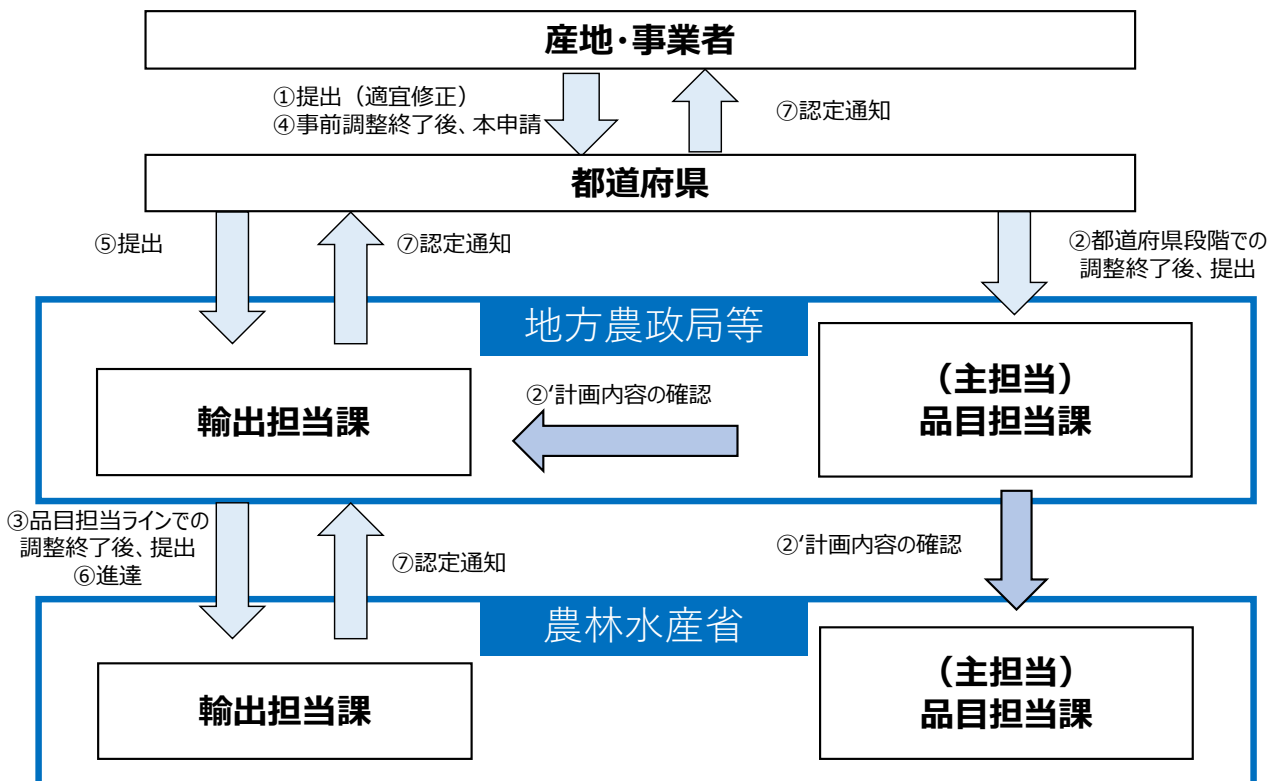 産地・事業者
①提出（適宜修正）
④事前調整終了後、本申請
⑦認定通知
都道府県
⑤提出
⑦認定通知
②都道府県段階での
調整終了後、提出
地方農政局等
輸出担当課
②‘計画内容の確認
（主担当）
品目担当課
③品目担当ラインでの
調整終了後、提出
⑥進達
⑦認定通知
②‘計画内容の確認
農林水産省
輸出担当課
（主担当）
品目担当課